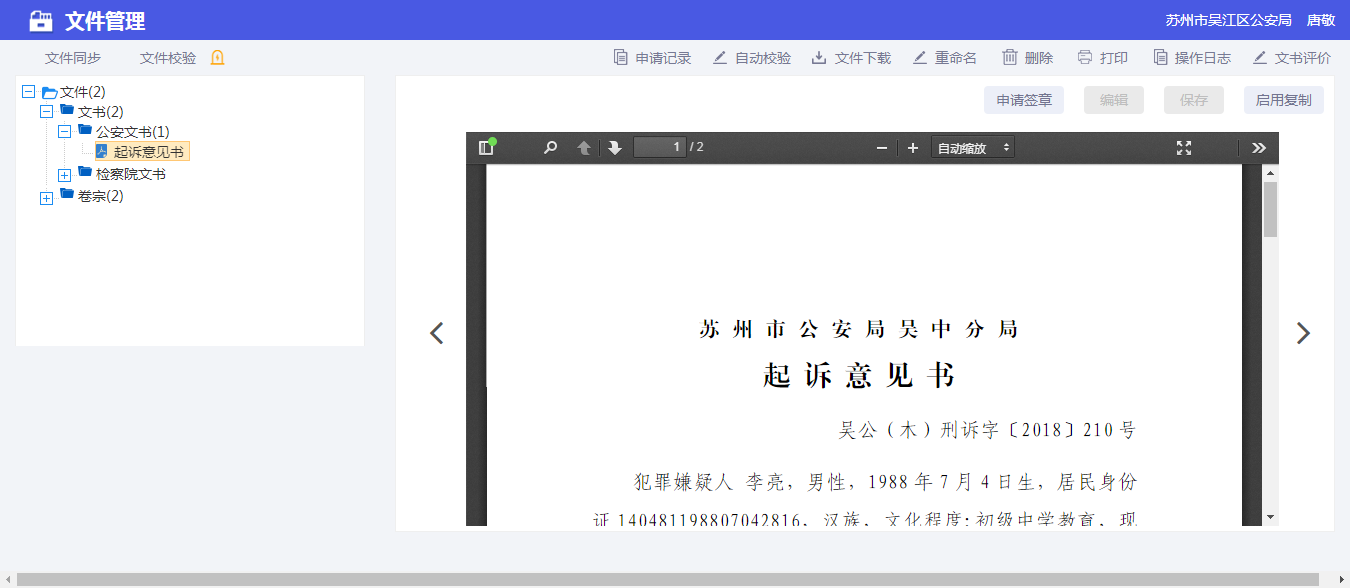 文件管理
苏州市吴江区公安局 唐敬
文件同步 文件校验 申请记录 自动校验 文件下载 重命名 删除 打印 操作日志 文书评价
文件(2)
文书(2)
公安文书(1)
起诉意见书
检察院文书
卷宗(2)
申请签章 编辑 保存 启用复制
1 / 2 自动缩放
苏州市公安局吴中分局
起诉意见书
吴公（木）刑诉字〔2018〕210 号
犯罪嫌疑人 李亮，男性，1988 年 7 月 4 日生，居民身份
证 140481198807042816，汉族，文化程度:初级中学教育，现